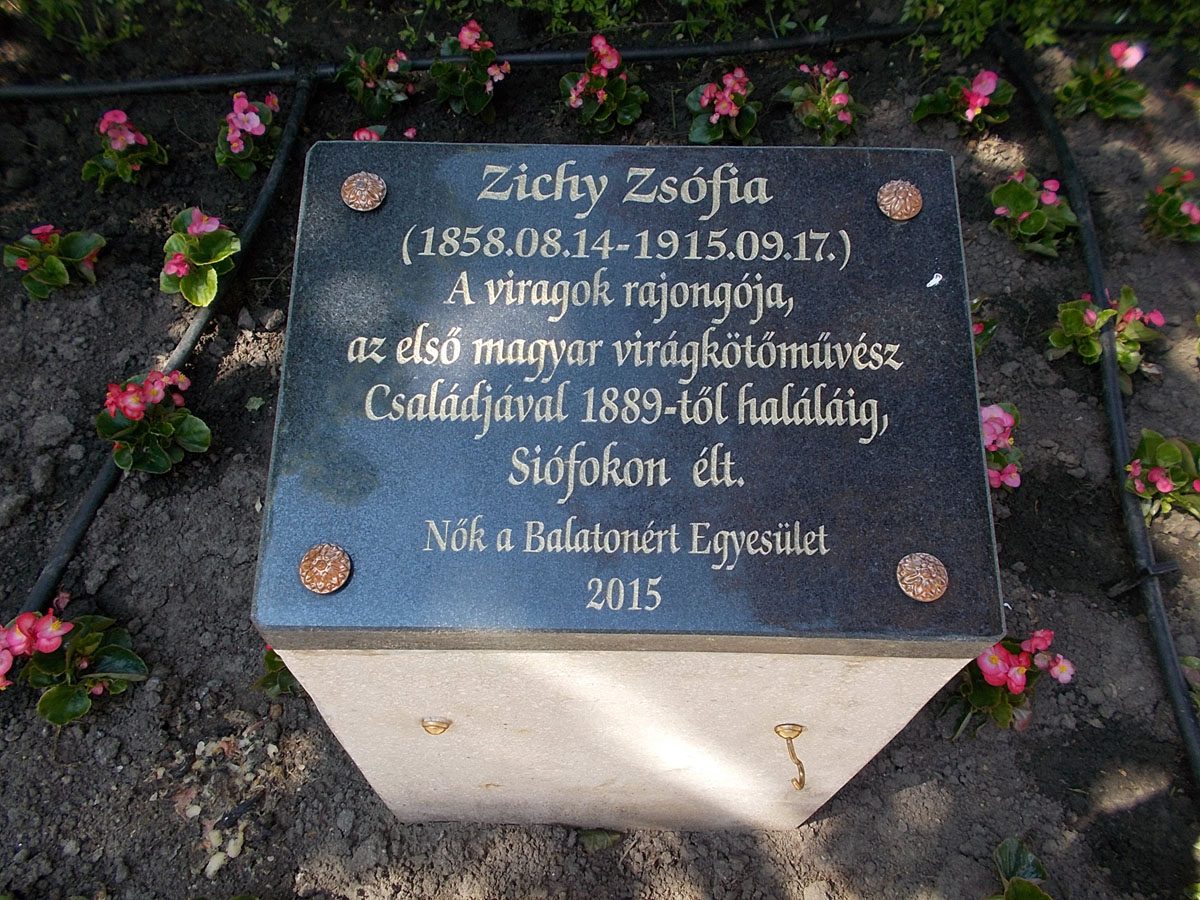 Zichy Zsófia
(1858.08.14-1915.09.17.)
A viragok rajongója,
az első magyar virágkötőművész
Családjával 1889-től haláláig,
Siófokon élt.
Nők a Balatonért Egyesület
2015